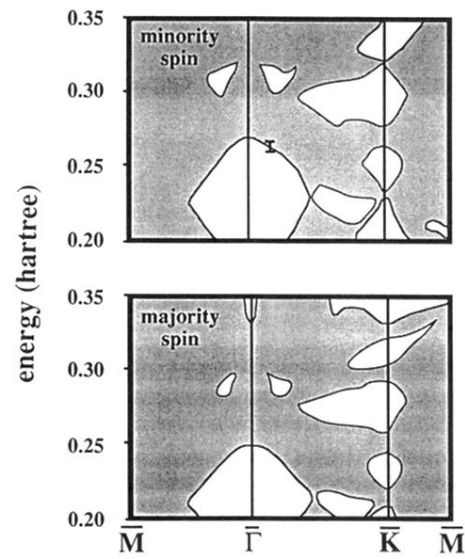 energy (hartree)
0.35
minority
spin
0.30
0.25
0.20
0.35
majority
spin
0.30
0.25
0.20
M̅ Γ̅ K̅ M̅